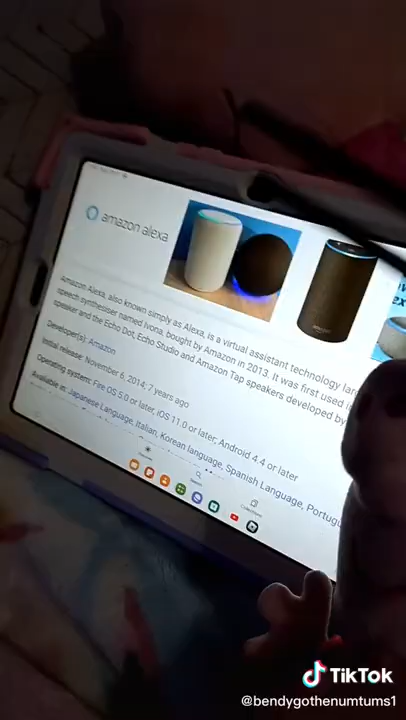 amazon alexa
Amazon Alexa, also known simply as Alexa, is a virtual assistant technology
speech synthesiser named Ivona, bought by Amazon in 2013. It was first used
speaker and the Echo Dot, Echo Studio and Amazon Tap speakers developed by
Developer(s): Amazon
Initial release: November 6, 2014; 7 years ago
Operating system: Fire OS 5.0 or later, iOS 11.0 or later, Android 4.4 or later
Available in: Japanese Language, Italian, Korean language, Spanish Language,
Search
Collections
TikTok
@bendygothenumtums1